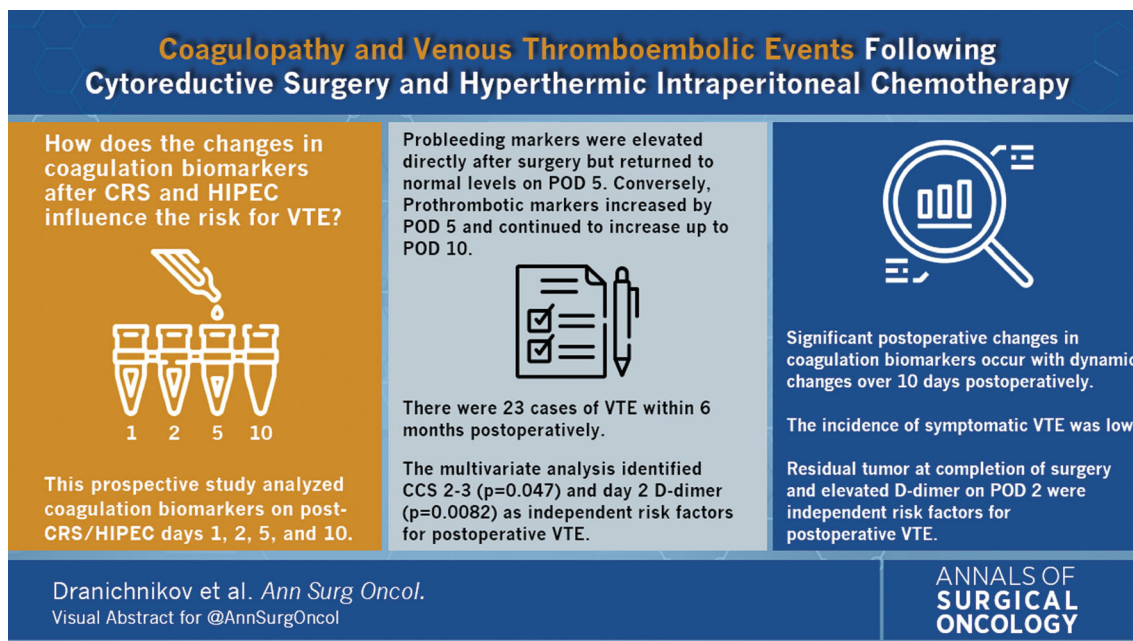 Coagulopathy and Venous Thromboembolic Events Following
Cytoreductive Surgery and Hyperthermic Intraperitoneal Chemotherapy
How does the changes in
coagulation biomarkers
after CRS and HIPEC
influence the risk for VTE?
1 2 5 10
This prospective study analyzed
coagulation biomarkers on post-
CRS/HIPEC days 1, 2, 5, and 10.
Probleeding markers were elevated
directly after surgery but returned to
normal levels on POD 5. Conversely,
Prothrombotic markers increased by
POD 5 and continued to increase up to
POD 10.
There were 23 cases of VTE within 6
months postoperatively.
The multivariate analysis identified
CCS 2-3 (p=0.047) and day 2 D-dimer
(p=0.0082) as independent risk factors
for postoperative VTE.
Significant postoperative changes in
coagulation biomarkers occur with dynamic
changes over 10 days postoperatively.
The incidence of symptomatic VTE was low.
Residual tumor at completion of surgery
and elevated D-dimer on POD 2 were
independent risk factors for
postoperative VTE.
Dranichnikov et al. Ann Surg Oncol.
Visual Abstract for @AnnSurgOncol
ANNALS OF
SURGICAL
ONCOLOGY